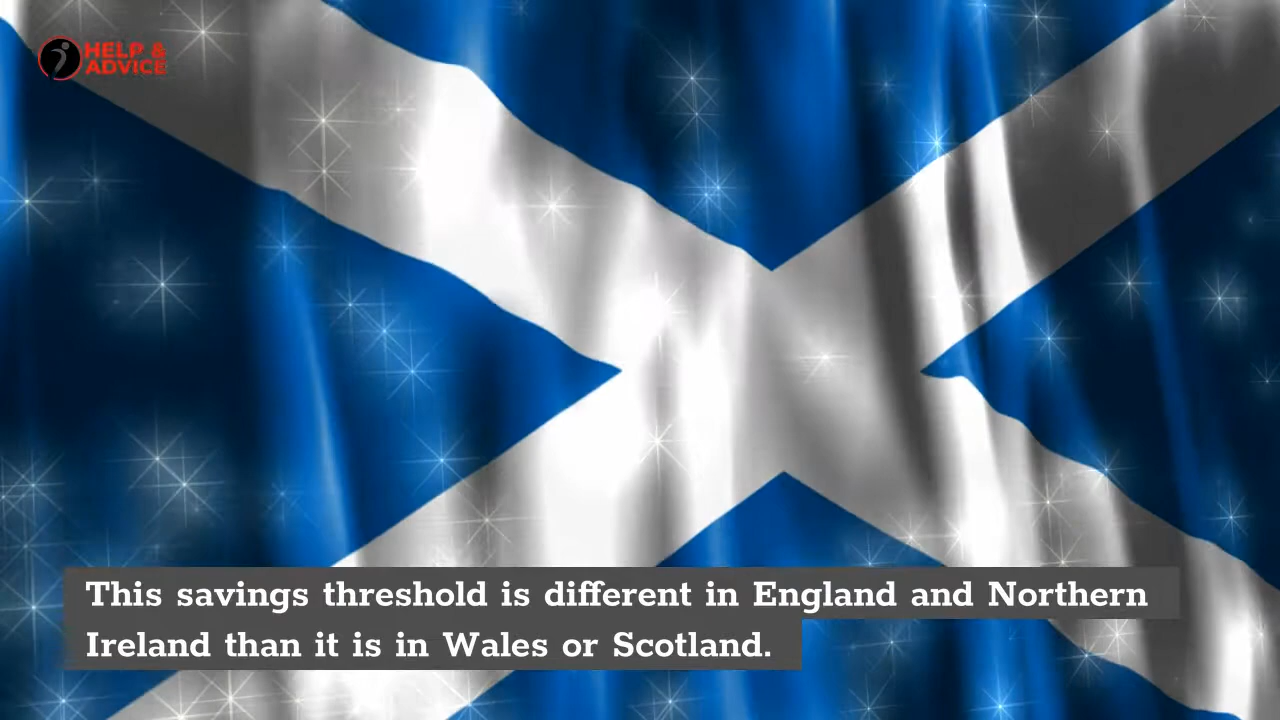 HELP &
ADVICE
This savings threshold is different in England and Northern
Ireland than it is in Wales or Scotland.